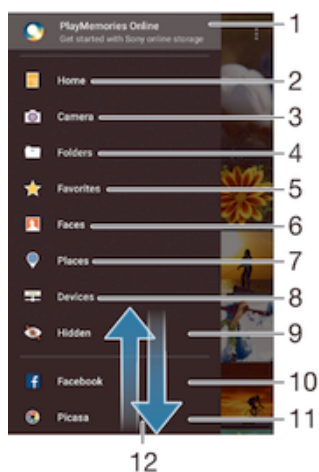 PlayMemories Online
Get started with Sony online storage
Home
Camera
Folders
Favorites
Faces
Places
Devices
Hidden
Facebook
Picasa
1
2
3
4
5
6
7
8
9
10
11
12